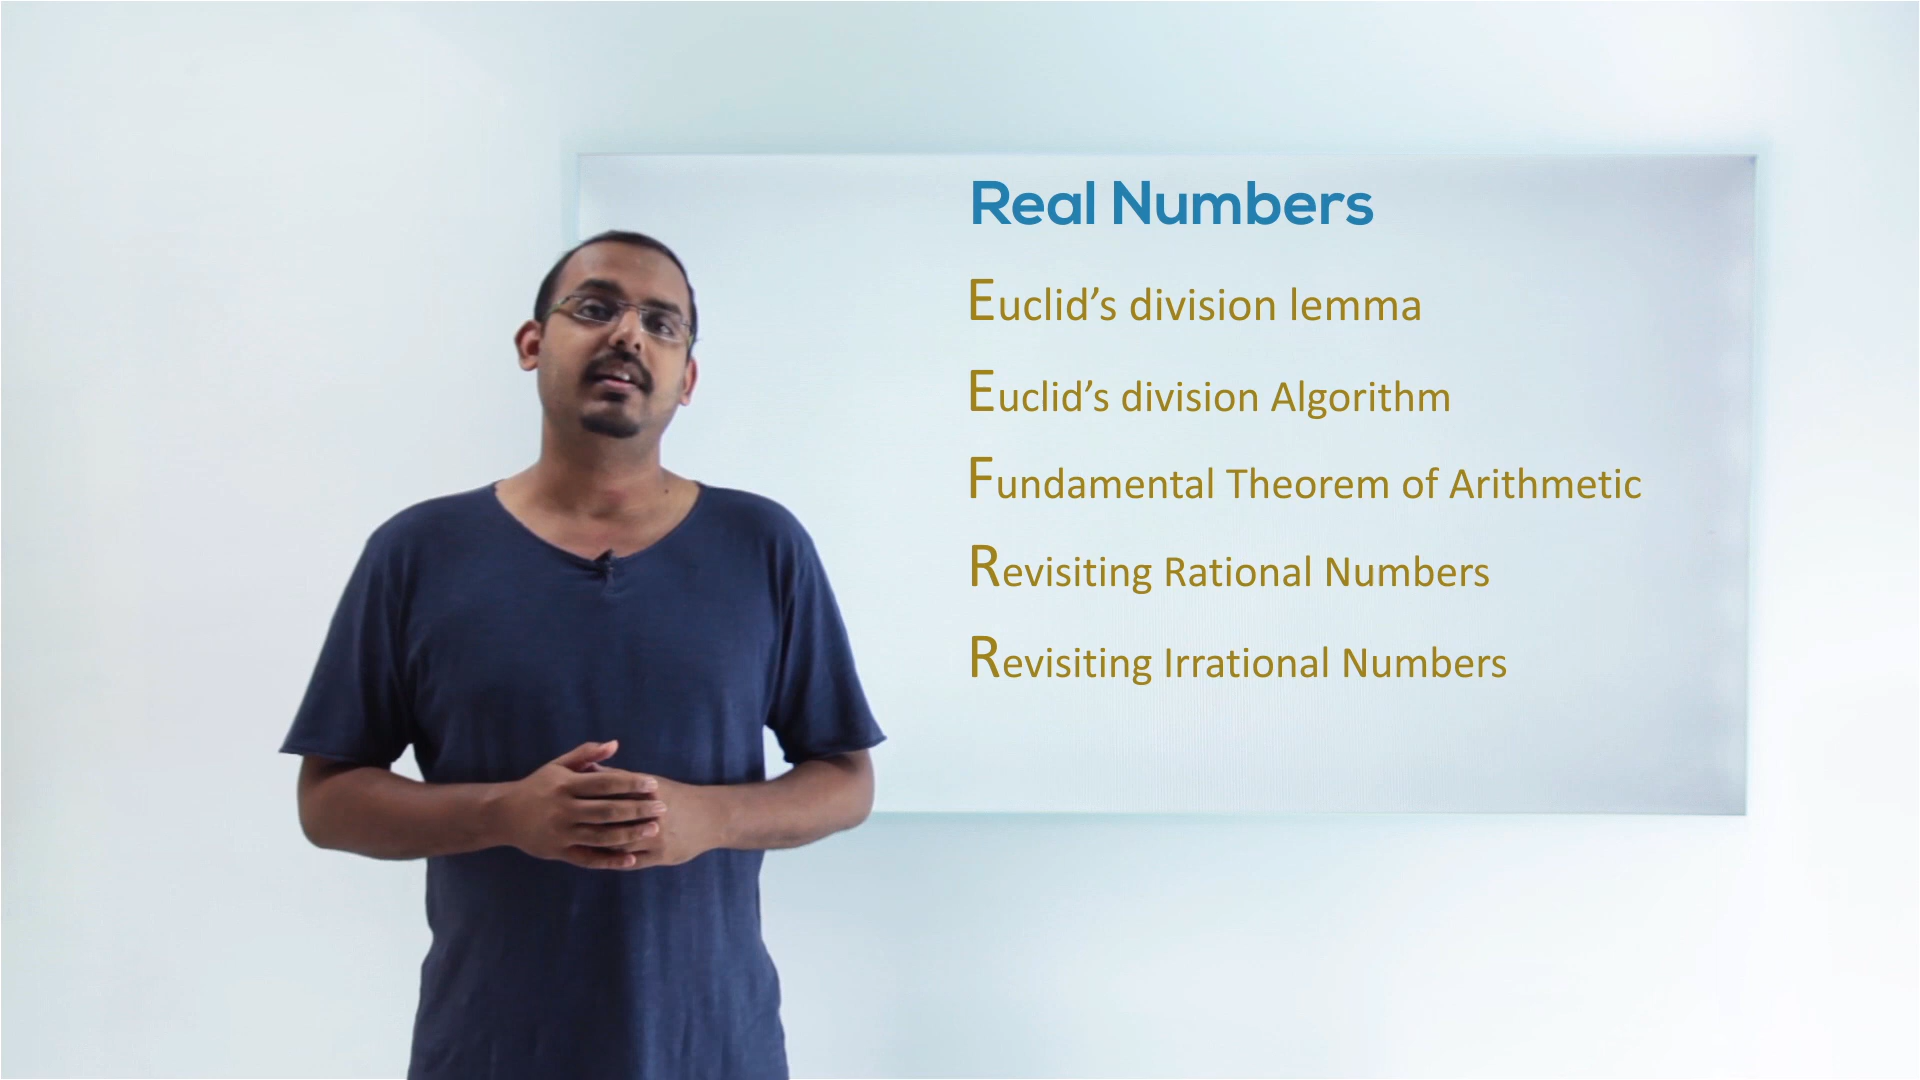 Real Numbers
Euclid’s division lemma
Euclid’s division Algorithm
Fundamental Theorem of Arithmetic
Revisiting Rational Numbers
Revisiting Irrational Numbers